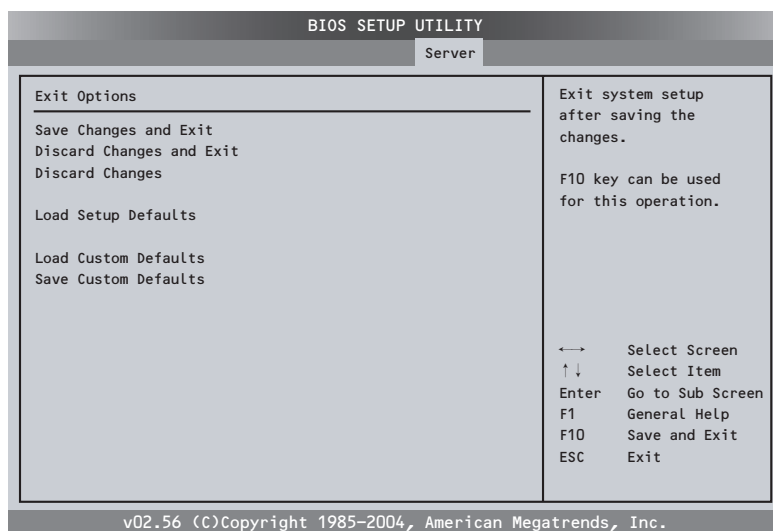 BIOS SETUP UTILITY
Server
Exit Options
Save Changes and Exit
Discard Changes and Exit
Discard Changes
Load Setup Defaults
Load Custom Defaults
Save Custom Defaults
Exit system setup
after saving the
changes.
F10 key can be used
for this operation.
←→ Select Screen
↑↓ Select Item
Enter Go to Sub Screen
F1 General Help
F10 Save and Exit
ESC Exit
v02.56 (C)Copyright 1985-2004, American Megatrends, Inc.